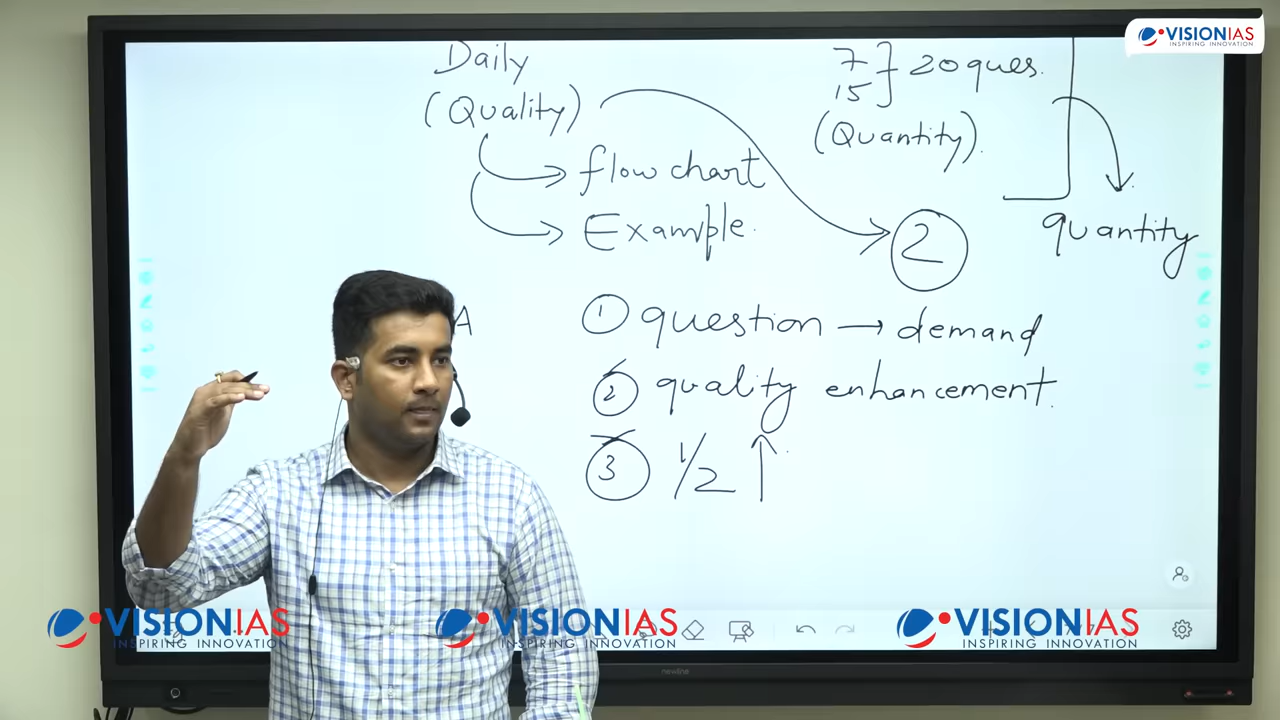 VISIONIAS
INSPIRING INNOVATION
Daily
(Quality)
flow chart
Example.
7
15
} 20 ques.
(Quantity).
quantity
2
A
1 question → demand
2 quality enhancement.
3 1/2 ↑
VISIONIAS
INSPIRING INNOVATION
VISIONIAS
INSPIRING INNOVATION
VISIONIAS
INSPIRING INNOVATION
newline